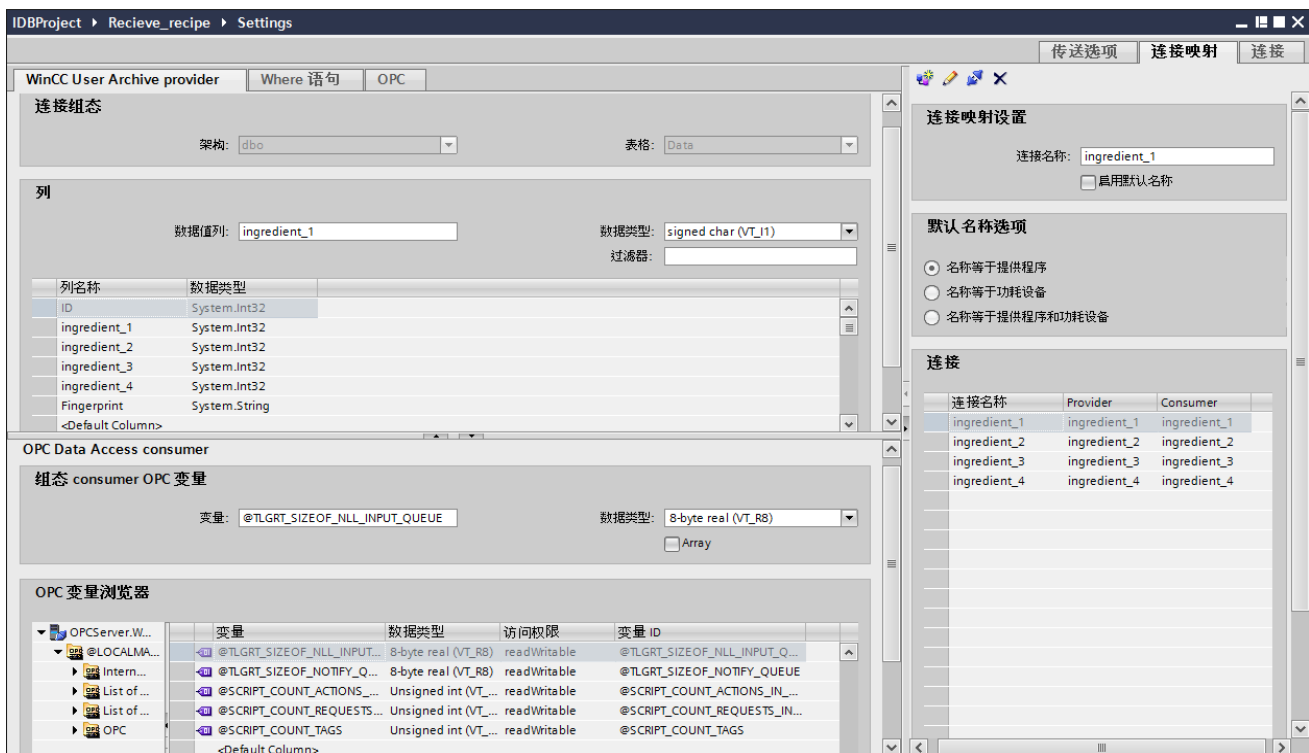 IDBProject ▸ Recieve_recipe ▸ Settings
传送选项 连接映射 连接
WinCC User Archive provider Where 语句 OPC
连接组态
架构: dbo 表格: Data
列
数据值列: ingredient_1 数据类型: signed char (VT_I1)
过滤器:
列名称 数据类型
ID System.Int32
ingredient_1 System.Int32
ingredient_2 System.Int32
ingredient_3 System.Int32
ingredient_4 System.Int32
Fingerprint System.String
<Default Column>
OPC Data Access consumer
组态 consumer OPC 变量
变量: @TLGRT_SIZEOF_NLL_INPUT_QUEUE 数据类型: 8-byte real (VT_R8)
Array
OPC 变量浏览器
OPCServer.W...
@LOCALMA...
Intern...
List of ...
List of ...
OPC
变量 数据类型 访问权限 变量 ID
@TLGRT_SIZEOF_NLL_INPUT... 8-byte real (VT_R8) readWritable @TLGRT_SIZEOF_NLL_INPUT_Q...
@TLGRT_SIZEOF_NOTIFY_Q... 8-byte real (VT_R8) readWritable @TLGRT_SIZEOF_NOTIFY_QUEUE
@SCRIPT_COUNT_ACTIONS_... Unsigned int (VT_... readWritable @SCRIPT_COUNT_ACTIONS_IN_...
@SCRIPT_COUNT_REQUESTS... Unsigned int (VT_... readWritable @SCRIPT_COUNT_REQUESTS_IN...
@SCRIPT_COUNT_TAGS Unsigned int (VT_... readWritable @SCRIPT_COUNT_TAGS
<Default Column>
连接映射设置
连接名称: ingredient_1
启用默认名称
默认名称选项
名称等于提供程序
名称等于功耗设备
名称等于提供程序和功耗设备
连接
连接名称 Provider Consumer
ingredient_1 ingredient_1 ingredient_1
ingredient_2 ingredient_2 ingredient_2
ingredient_3 ingredient_3 ingredient_3
ingredient_4 ingredient_4 ingredient_4